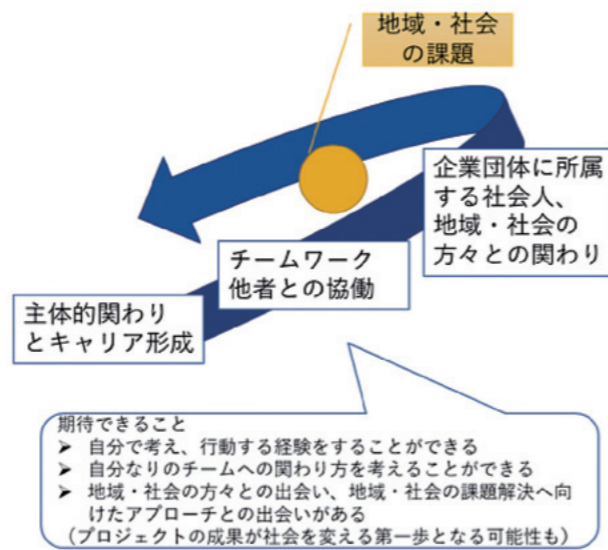 地域・社会
の課題
企業団体に所属
する社会人、
地域・社会の
方々との関わり
チームワーク
他者との協働
主体的関わり
とキャリア形成
期待できること
➢ 自分で考え、行動する経験をすることができる
➢ 自分なりのチームへの関わり方を考えることができる
➢ 地域・社会の方々との出会い、地域・社会の課題解決へ向
けたアプローチとの出会いがある
（プロジェクトの成果が社会を変える第一歩となる可能性も）